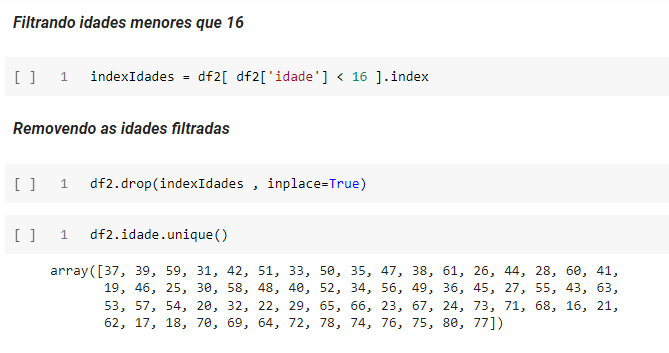 Filtrando idades menores que 16
[ ] 1 indexIdades = df2[ df2['idade'] < 16 ].index
Removendo as idades filtradas
[ ] 1 df2.drop(indexIdades , inplace=True)
[ ] 1 df2.idade.unique()
array([37, 39, 59, 31, 42, 51, 33, 50, 35, 47, 38, 61, 26, 44, 28, 60, 41,
19, 46, 25, 30, 58, 48, 40, 52, 34, 56, 49, 36, 45, 27, 55, 43, 63,
53, 57, 54, 20, 32, 22, 29, 65, 66, 23, 67, 24, 73, 71, 68, 16, 21,
62, 17, 18, 70, 69, 64, 72, 78, 74, 76, 75, 80, 77])